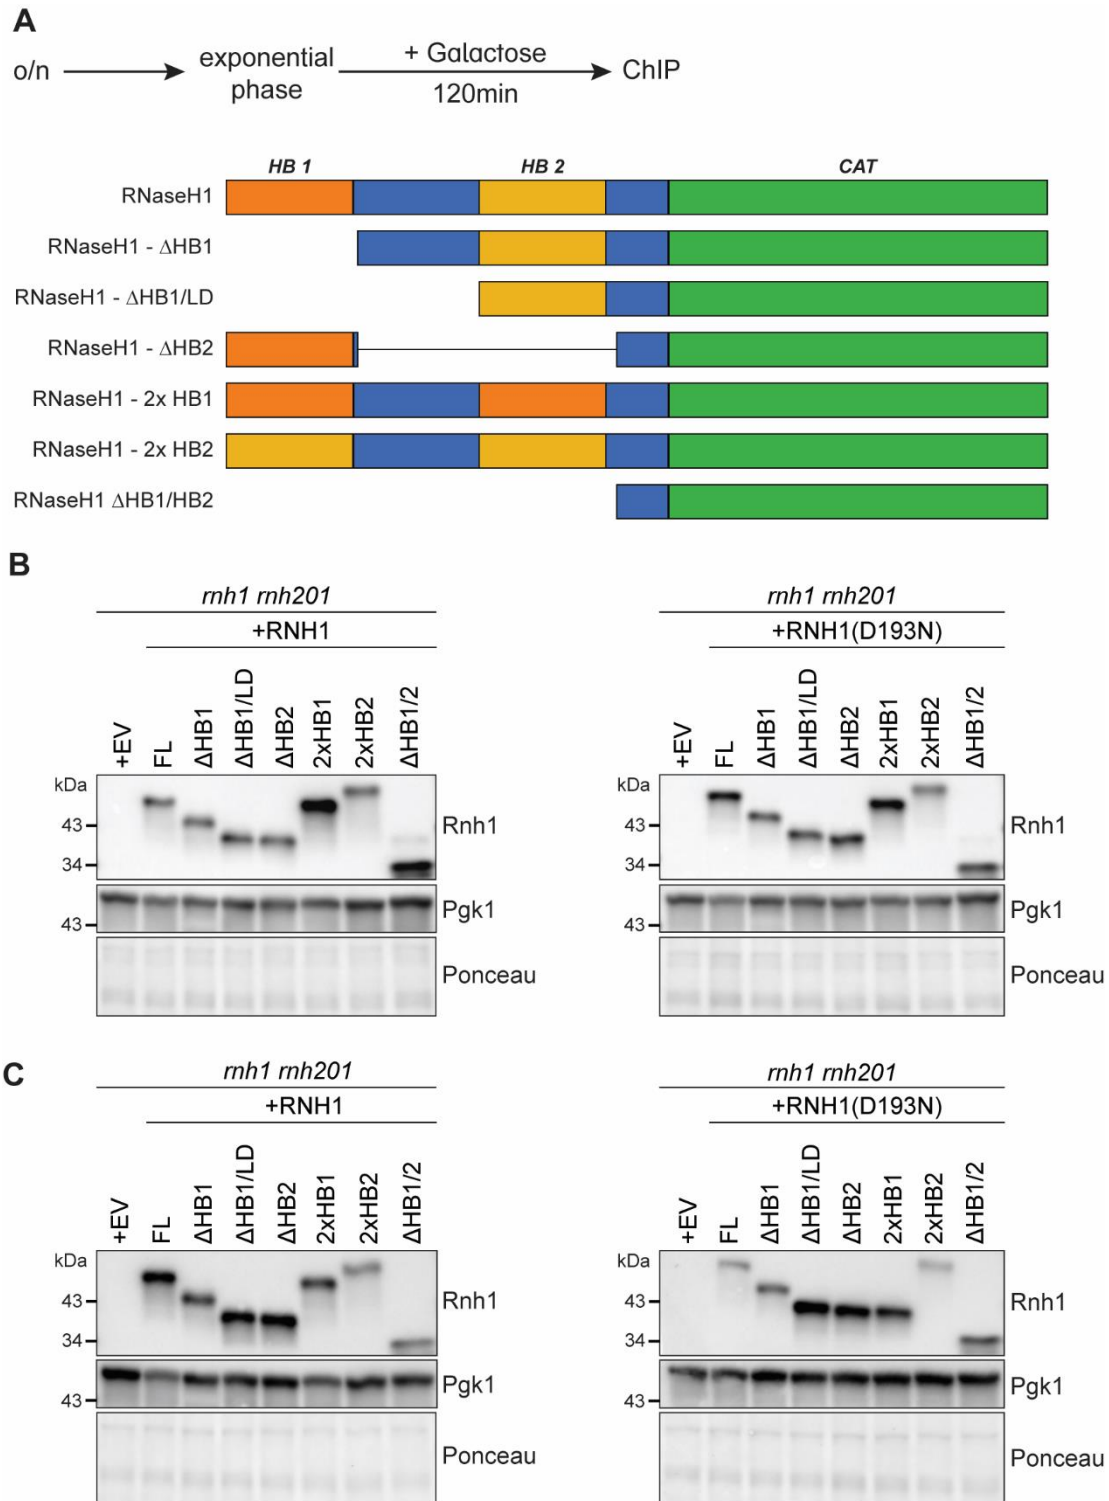 A
o/n
exponential
phase
+ Galactose
120min
ChIP
HB 1 HB 2 CAT
RNaseH1
RNaseH1 - ΔHB1
RNaseH1 - ΔHB1/LD
RNaseH1 - ΔHB2
RNaseH1 - 2x HB1
RNaseH1 - 2x HB2
RNaseH1 ΔHB1/HB2
B
rnh1 rnh201
+RNH1
+EV FL ΔHB1 ΔHB1/LD ΔHB2 2xHB1 2xHB2 ΔHB1/2
kDa
43
34
Rnh1
43
Pgk1
Ponceau
rnh1 rnh201
+RNH1(D193N)
+EV FL ΔHB1 ΔHB1/LD ΔHB2 2xHB1 2xHB2 ΔHB1/2
kDa
43
34
Rnh1
43
Pgk1
Ponceau
C
rnh1 rnh201
+RNH1
+EV FL ΔHB1 ΔHB1/LD ΔHB2 2xHB1 2xHB2 ΔHB1/2
kDa
43
34
Rnh1
43
Pgk1
Ponceau
rnh1 rnh201
+RNH1(D193N)
+EV FL ΔHB1 ΔHB1/LD ΔHB2 2xHB1 2xHB2 ΔHB1/2
kDa
43
34
Rnh1
43
Pgk1
Ponceau